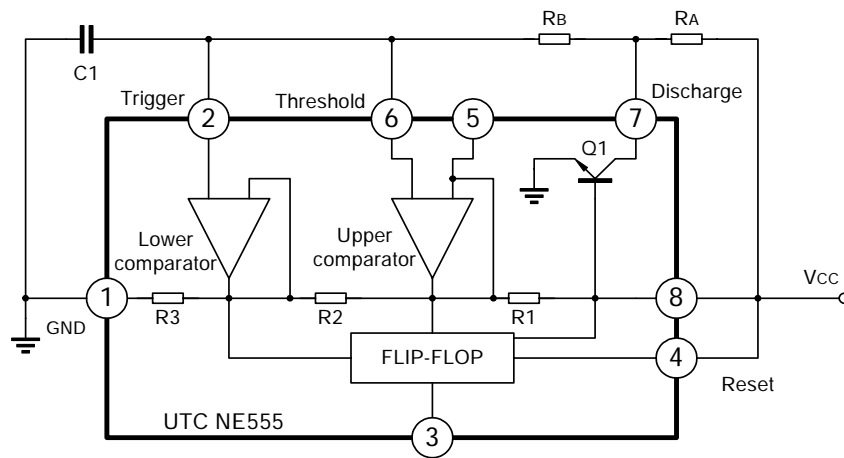 RB RA
C1
Trigger Threshold Discharge
2 6 5 7
Q1
Lower
comparator
Upper
comparator
1 8 VCC
GND R3 R2 R1
FLIP-FLOP
4
Reset
UTC NE555
3